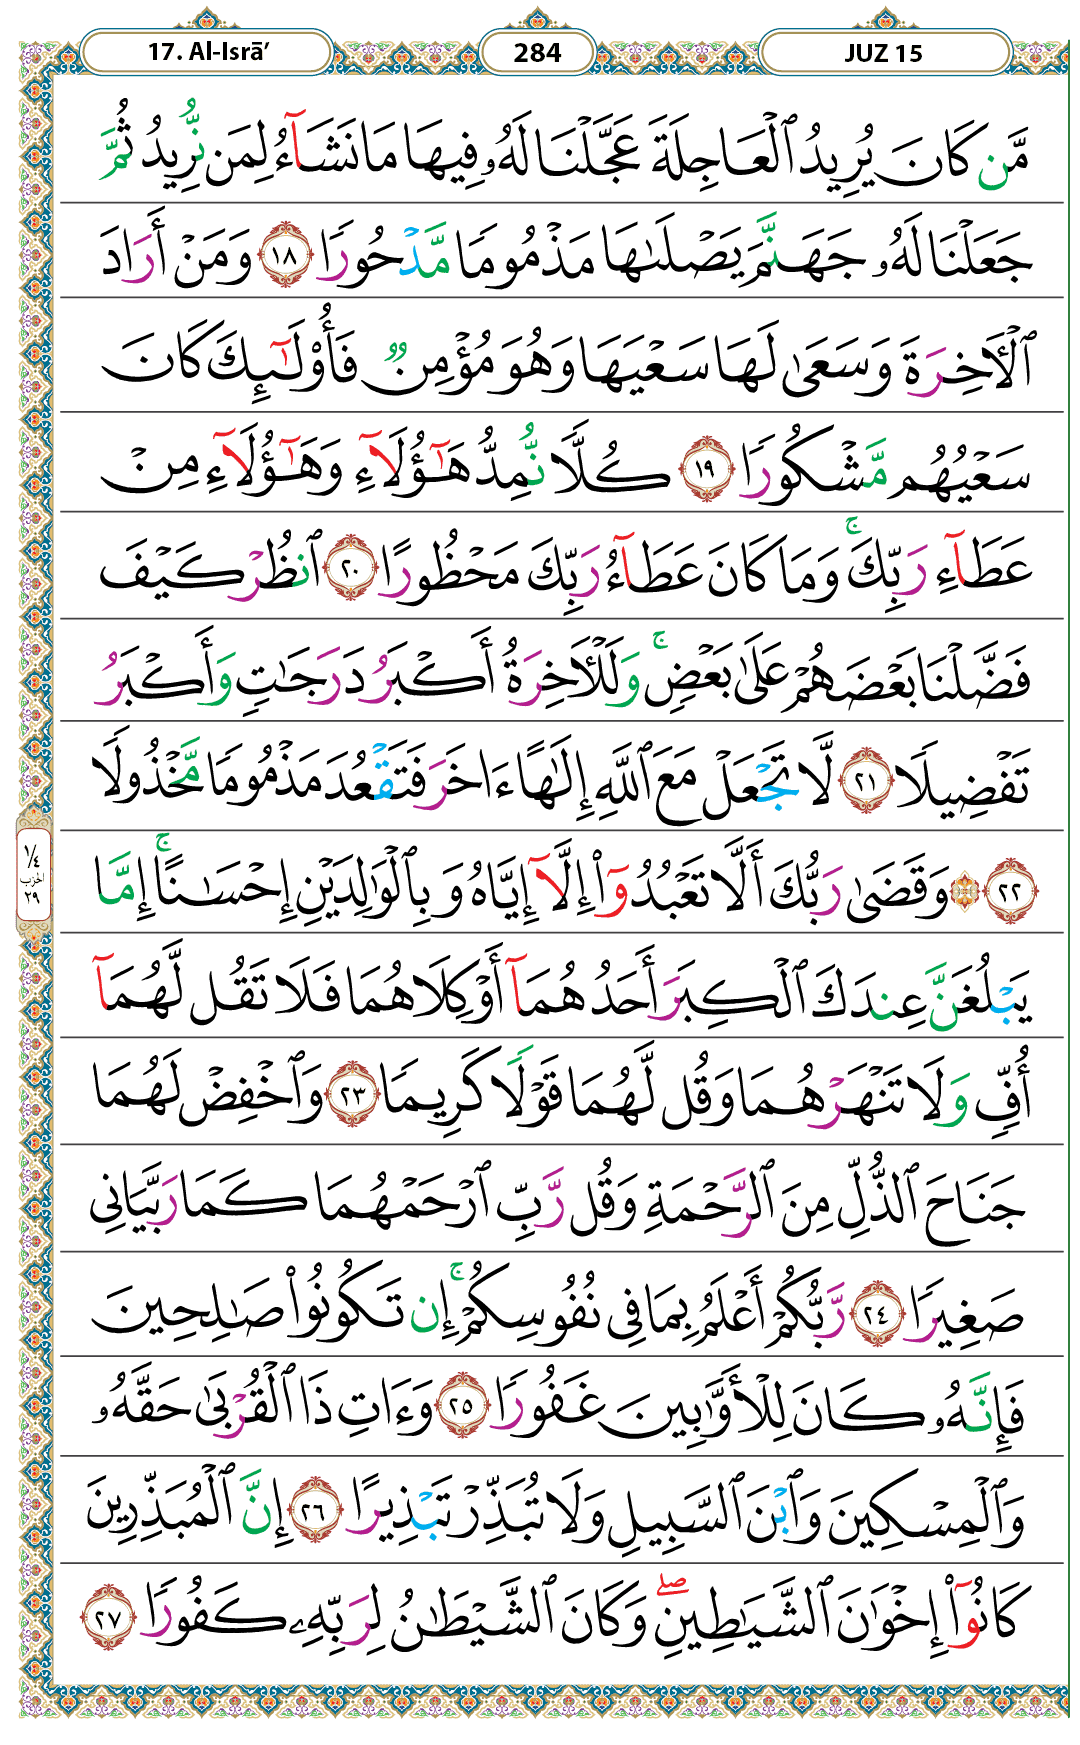 17. Al-Isrā’ 284 JUZ 15
مَّن كَانَ يُرِيدُ ٱلْعَاجِلَةَ عَجَّلْنَا لَهُۥ فِيهَا مَا نَشَآءُ لِمَن نُّرِيدُ ثُمَّ
جَعَلْنَا لَهُۥ جَهَنَّمَ يَصْلَىٰهَا مَذْمُومًا مَّدْحُورًا ١٨ وَمَنْ أَرَادَ
ٱلْءَاخِرَةَ وَسَعَىٰ لَهَا سَعْيَهَا وَهُوَ مُؤْمِنٌ فَأُو۟لَـٰٓئِكَ كَانَ
سَعْيُهُم مَّشْكُورًا ١٩ كُلًّا نُّمِدُّ هَـٰٓؤُلَآءِ وَهَـٰٓؤُلَآءِ مِنْ
عَطَآءِ رَبِّكَ ۚ وَمَا كَانَ عَطَآءُ رَبِّكَ مَحْظُورًا ٢٠ ٱنظُرْ كَيْفَ
فَضَّلْنَا بَعْضَهُمْ عَلَىٰ بَعْضٍ ۚ وَلَلْءَاخِرَةُ أَكْبَرُ دَرَجَـٰتٍ وَأَكْبَرُ
تَفْضِيلًا ٢١ لَّا تَجْعَلْ مَعَ ٱللَّهِ إِلَـٰهًا ءَاخَرَ فَتَقْعُدَ مَذْمُومًا مَّخْذُولًا
٢٢ ۞ وَقَضَىٰ رَبُّكَ أَلَّا تَعْبُدُوٓا۟ إِلَّآ إِيَّاهُ وَبِٱلْوَٰلِدَيْنِ إِحْسَـٰنًا ۚ إِمَّا
يَبْلُغَنَّ عِندَكَ ٱلْكِبَرَ أَحَدُهُمَآ أَوْ كِلَاهُمَا فَلَا تَقُل لَّهُمَآ
أُفٍّ وَلَا تَنْهَرْهُمَا وَقُل لَّهُمَا قَوْلًا كَرِيمًا ٢٣ وَٱخْفِضْ لَهُمَا
جَنَاحَ ٱلذُّلِّ مِنَ ٱلرَّحْمَةِ وَقُل رَّبِّ ٱرْحَمْهُمَا كَمَا رَبَّيَانِى
صَغِيرًا ٢٤ رَّبُّكُمْ أَعْلَمُ بِمَا فِى نُفُوسِكُمْ ۚ إِن تَكُونُوا۟ صَـٰلِحِينَ
فَإِنَّهُۥ كَانَ لِلْأَوَّٰبِينَ غَفُورًا ٢٥ وَءَاتِ ذَا ٱلْقُرْبَىٰ حَقَّهُۥ
وَٱلْمِسْكِينَ وَٱبْنَ ٱلسَّبِيلِ وَلَا تُبَذِّرْ تَبْذِيرًا ٢٦ إِنَّ ٱلْمُبَذِّرِينَ
كَانُوٓا۟ إِخْوَٰنَ ٱلشَّيَـٰطِينِ ۖ وَكَانَ ٱلشَّيْطَـٰنُ لِرَبِّهِۦ كَفُورًا ٢٧
١/٤
الحزب
٢٩